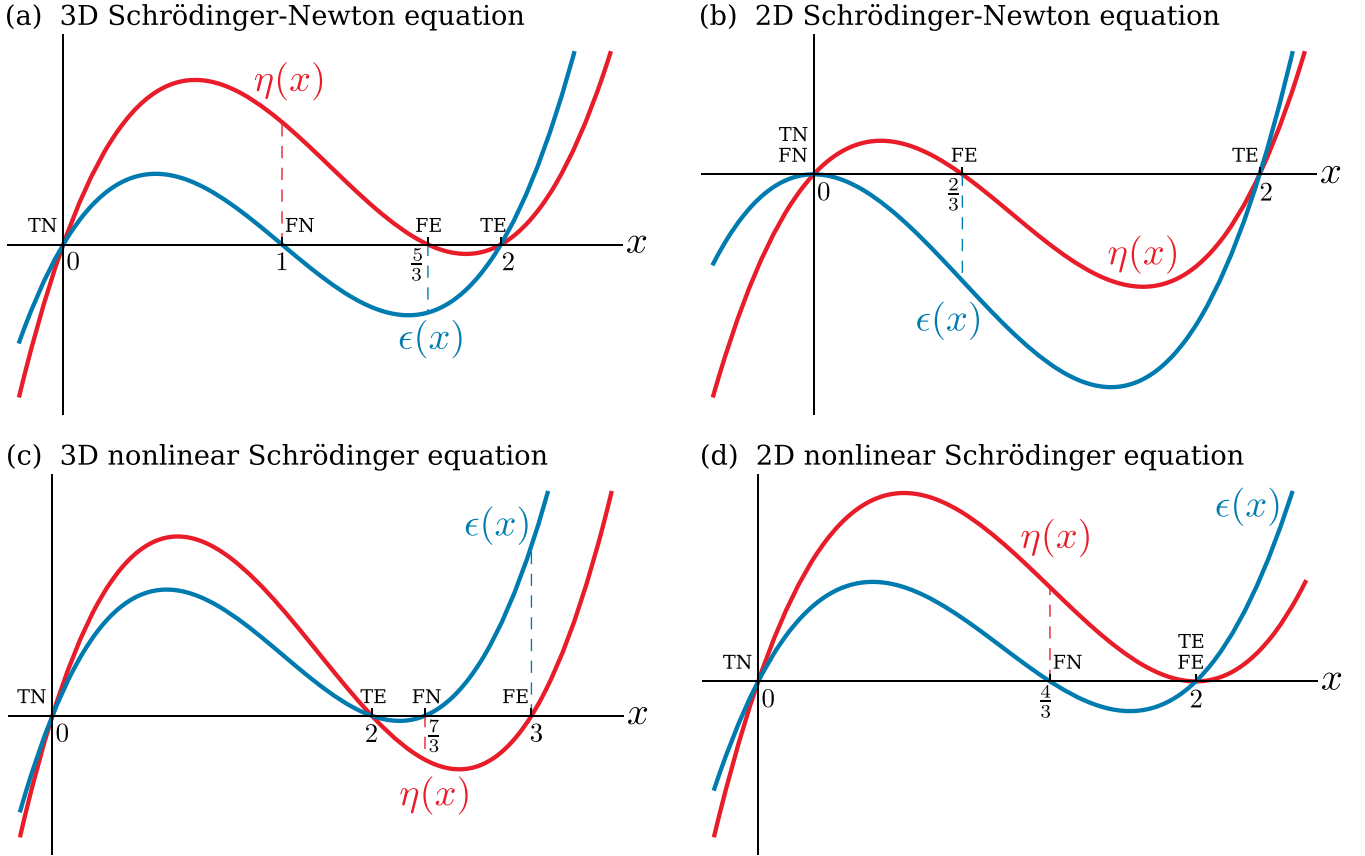 (a) 3D Schrödinger-Newton equation
η(x)
TN
FN
FE
TE
x
0
1
5/3
2
ϵ(x)
(b) 2D Schrödinger-Newton equation
TN
FN
FE
TE
x
0
2/3
2
η(x)
ϵ(x)
(c) 3D nonlinear Schrödinger equation
ϵ(x)
TN
TE
FN
FE
x
0
2
7/3
3
η(x)
(d) 2D nonlinear Schrödinger equation
ϵ(x)
η(x)
TN
FN
TE
FE
x
0
4/3
2